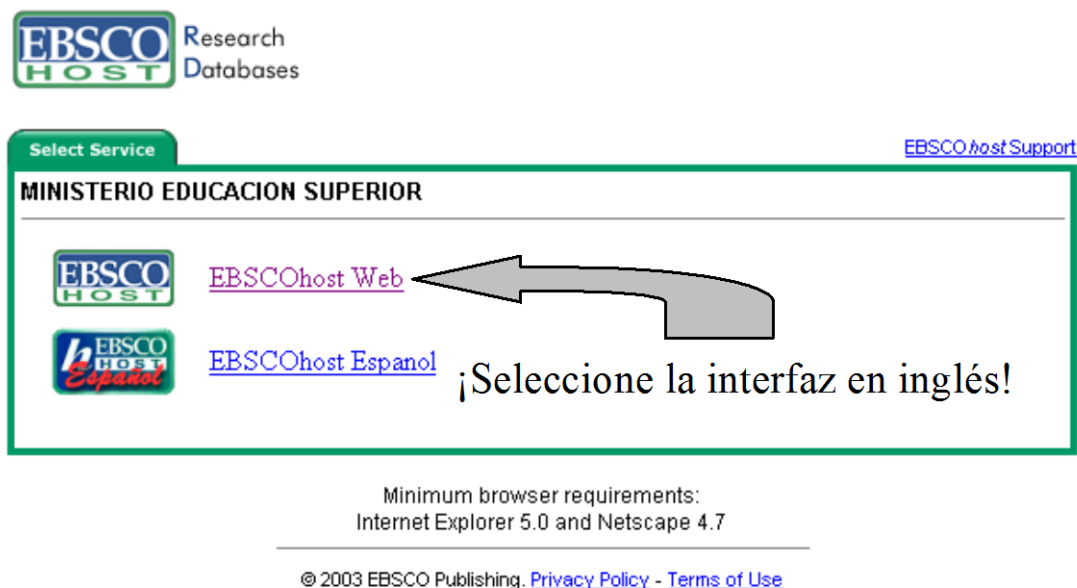 EBSCO Research
HOST Databases
Select Service
EBSCOhost Support
MINISTERIO EDUCACION SUPERIOR
EBSCO
HOST
EBSCOhost Web
h EBSCO
HOST
Español
EBSCOhost Espanol
¡Seleccione la interfaz en inglés!
Minimum browser requirements:
Internet Explorer 5.0 and Netscape 4.7
© 2003 EBSCO Publishing. Privacy Policy - Terms of Use